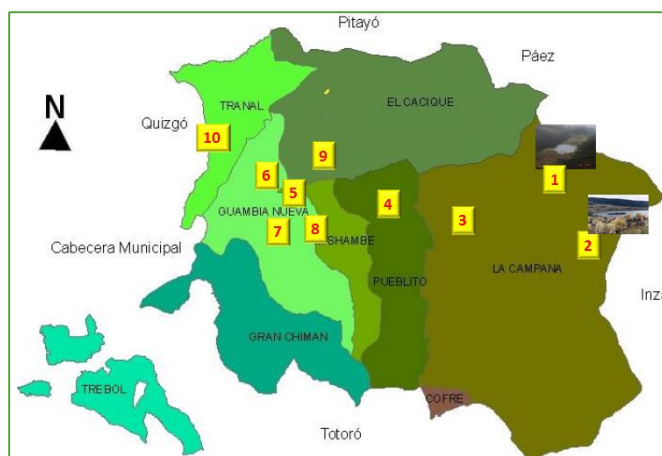 Pitayó
Páez
N
TRANAL
EL CACIQUE
Quizgó
10
9
1
6
5
4
GUAMBIA NUEVA
3
7
8
SHAMBE
2
Cabecera Municipal
LA CAMPANA
PUEBLITO
Inza
GRAN CHIMAN
TREBOL
COFRE
Totoró